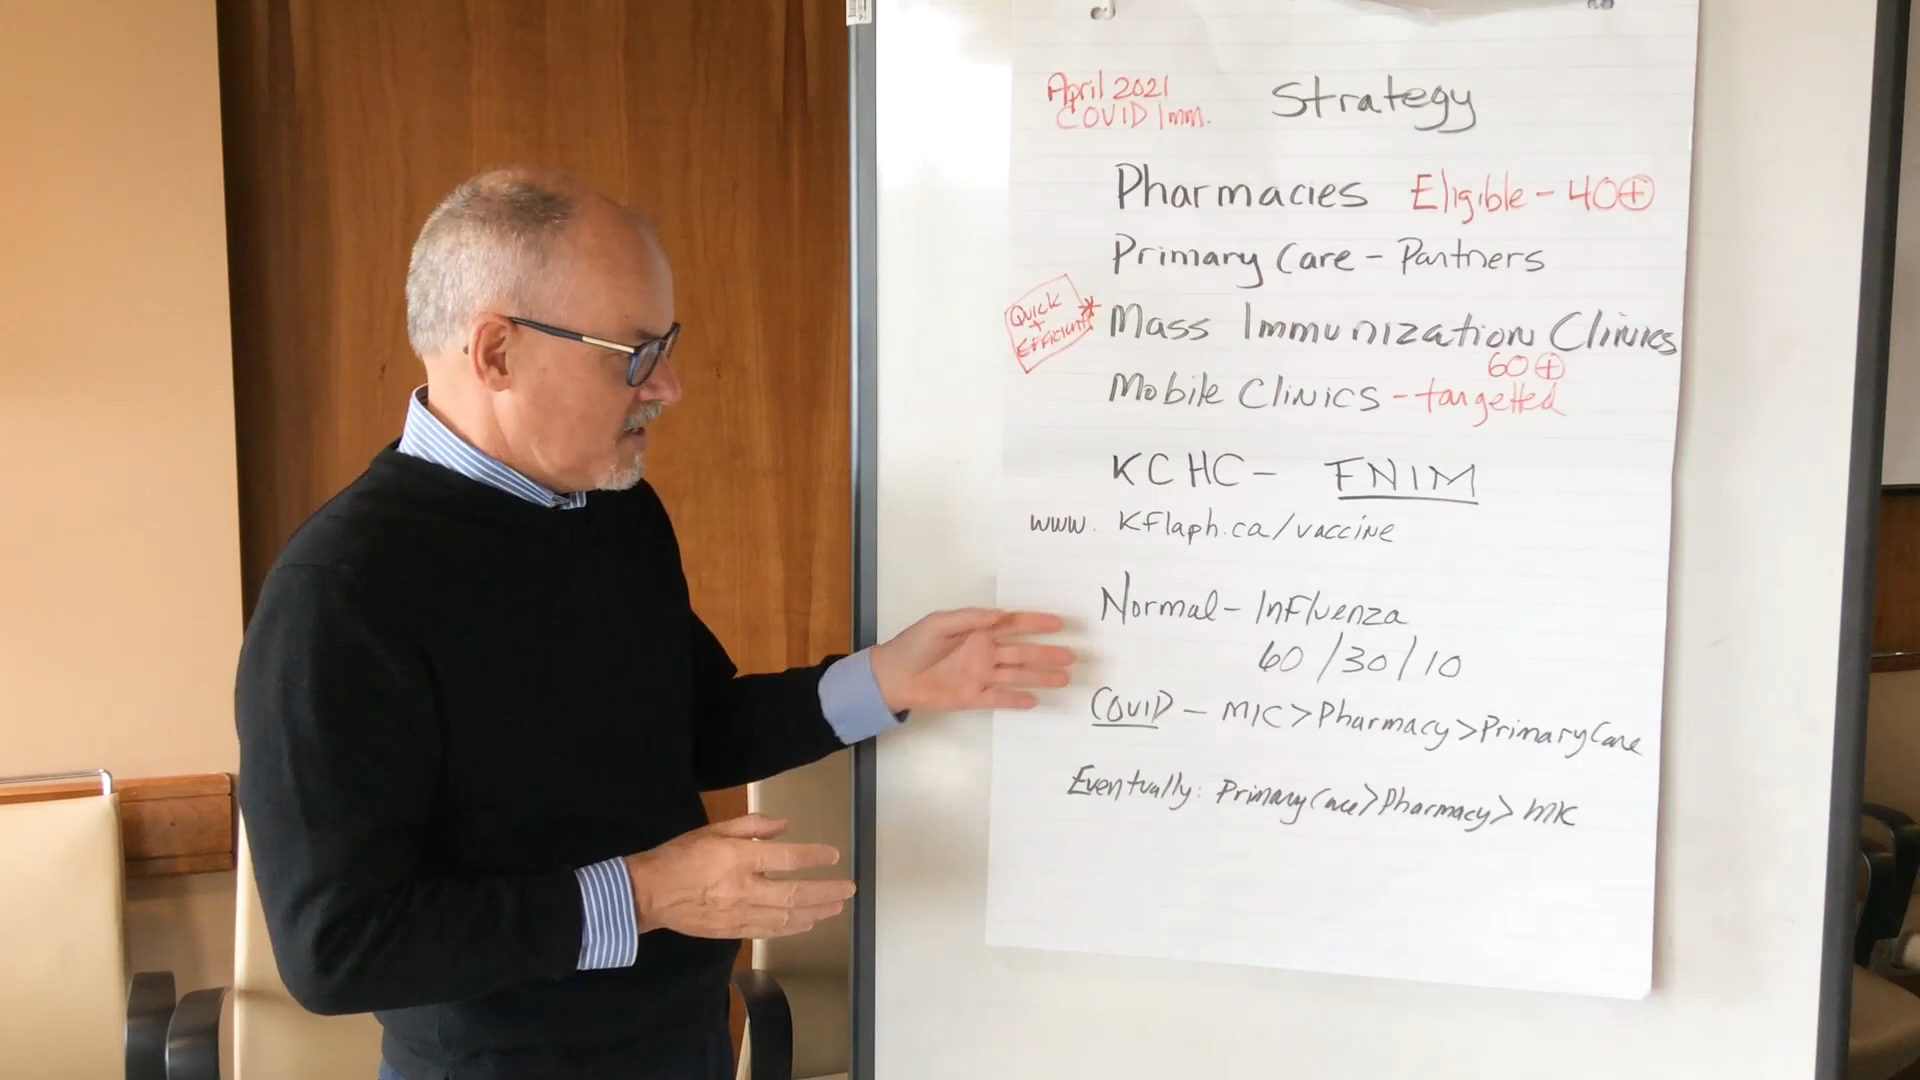 April 2021
COVID Imm.
Strategy
Pharmacies Eligible - 40+
Primary Care - Partners
Quick
+
Efficient
* Mass Immunization Clinics
60+
Mobile Clinics - targetted
KCHC - FNIM
www. Kflaph.ca/vaccine
Normal - Influenza
60/30/10
COVID - MIC > Pharmacy > Primary Care
Eventually: Primary Care > Pharmacy > MIC